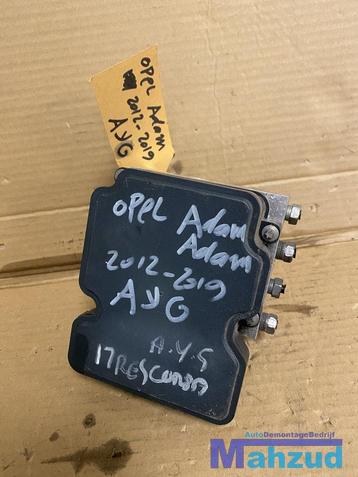 OPEL Adam
2012-2019
AYG
OPEL Adam
Adam
2012-2019
AYG
A.Y.G
AutoDemontageBedrijf
Mahzud